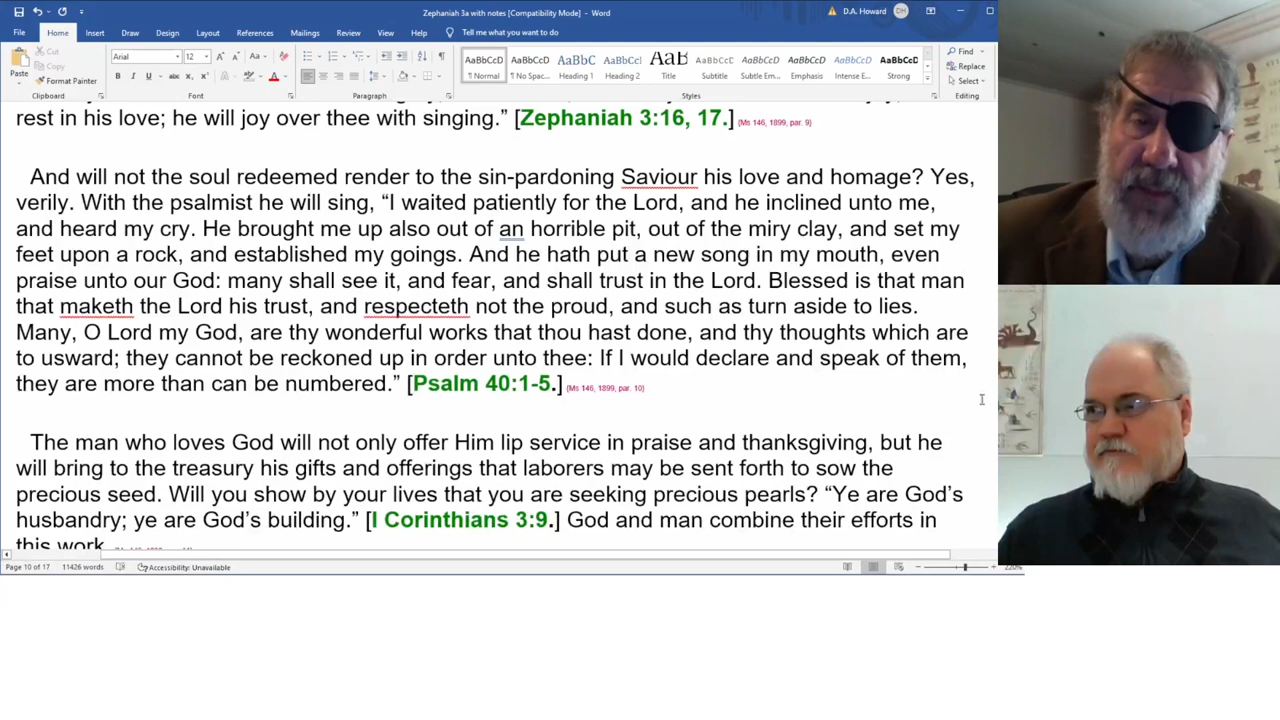 Zephaniah 3a with notes [Compatibility Mode] - Word
D.A. Howard
DH
File Home Insert Draw Design Layout References Mailings Review View Help Tell me what you want to do
Cut
Copy
Format Painter
Paste
Clipboard
Arial 12
Font
Paragraph
AaBbCcD AaBbCcD AaBbC AaBbCcI AaB AaBbCcD AaBbCcD AaBbCcD AaBbCcD AaBbCcD
¶ Normal ¶ No Spac... Heading 1 Heading 2 Title Subtitle Subtle Em... Emphasis Intense E... Strong
Styles
Find
Replace
Select
Editing
rest in his love; he will joy over thee with singing.” [Zephaniah 3:16, 17.] (Ms 146, 1899, par. 9)
And will not the soul redeemed render to the sin-pardoning Saviour his love and homage? Yes,
verily. With the psalmist he will sing, “I waited patiently for the Lord, and he inclined unto me,
and heard my cry. He brought me up also out of an horrible pit, out of the miry clay, and set my
feet upon a rock, and established my goings. And he hath put a new song in my mouth, even
praise unto our God: many shall see it, and fear, and shall trust in the Lord. Blessed is that man
that maketh the Lord his trust, and respecteth not the proud, and such as turn aside to lies.
Many, O Lord my God, are thy wonderful works that thou hast done, and thy thoughts which are
to usward; they cannot be reckoned up in order unto thee: If I would declare and speak of them,
they are more than can be numbered.” [Psalm 40:1-5.] (Ms 146, 1899, par. 10)
The man who loves God will not only offer Him lip service in praise and thanksgiving, but he
will bring to the treasury his gifts and offerings that laborers may be sent forth to sow the
precious seed. Will you show by your lives that you are seeking precious pearls? “Ye are God’s
husbandry; ye are God’s building.” [I Corinthians 3:9.] God and man combine their efforts in
this work.
Page 10 of 17 11426 words Accessibility: Unavailable 220%